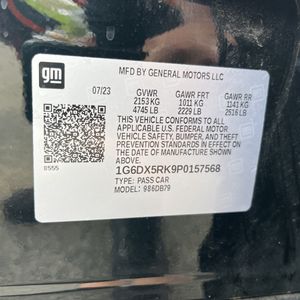 gm
MFD BY GENERAL MOTORS LLC
07/23 GVWR GAWR FRT GAWR RR
2153 KG 1011 KG 1141 KG
4745 LB 2229 LB 2516 LB
THIS VEHICLE CONFORMS TO ALL
APPLICABLE U.S. FEDERAL MOTOR
VEHICLE SAFETY, BUMPER, AND THEFT
PREVENTION STANDARDS IN EFFECT ON
THE DATE OF MANUFACTURE SHOWN ABOVE.
8555
1G6DX5RK9P0157568
TYPE: PASS CAR
MODEL: 986DB79